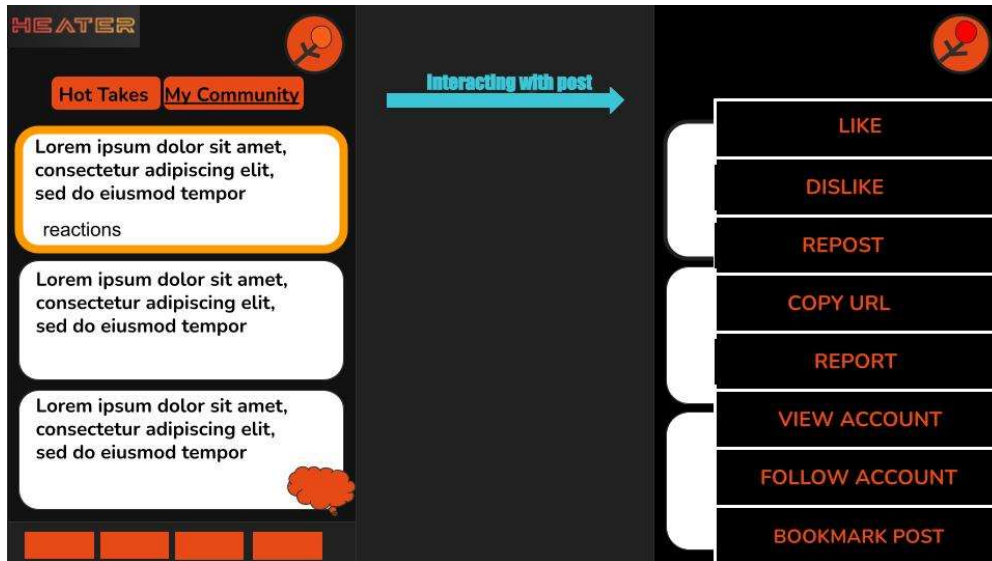 HEATER
Hot Takes
My Community
Lorem ipsum dolor sit amet,
consectetur adipiscing elit,
sed do eiusmod tempor
reactions
Lorem ipsum dolor sit amet,
consectetur adipiscing elit,
sed do eiusmod tempor
Lorem ipsum dolor sit amet,
consectetur adipiscing elit,
sed do eiusmod tempor
Interacting with post
LIKE
DISLIKE
REPOST
COPY URL
REPORT
VIEW ACCOUNT
FOLLOW ACCOUNT
BOOKMARK POST